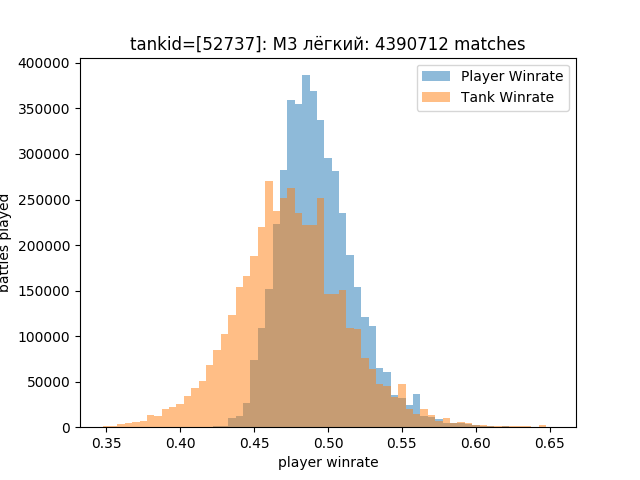 tankid=[52737]: М3 лёгкий: 4390712 matches
Player Winrate
Tank Winrate
400000
350000
300000
250000
200000
150000
100000
50000
0
battles played
0.35 0.40 0.45 0.50 0.55 0.60 0.65
player winrate